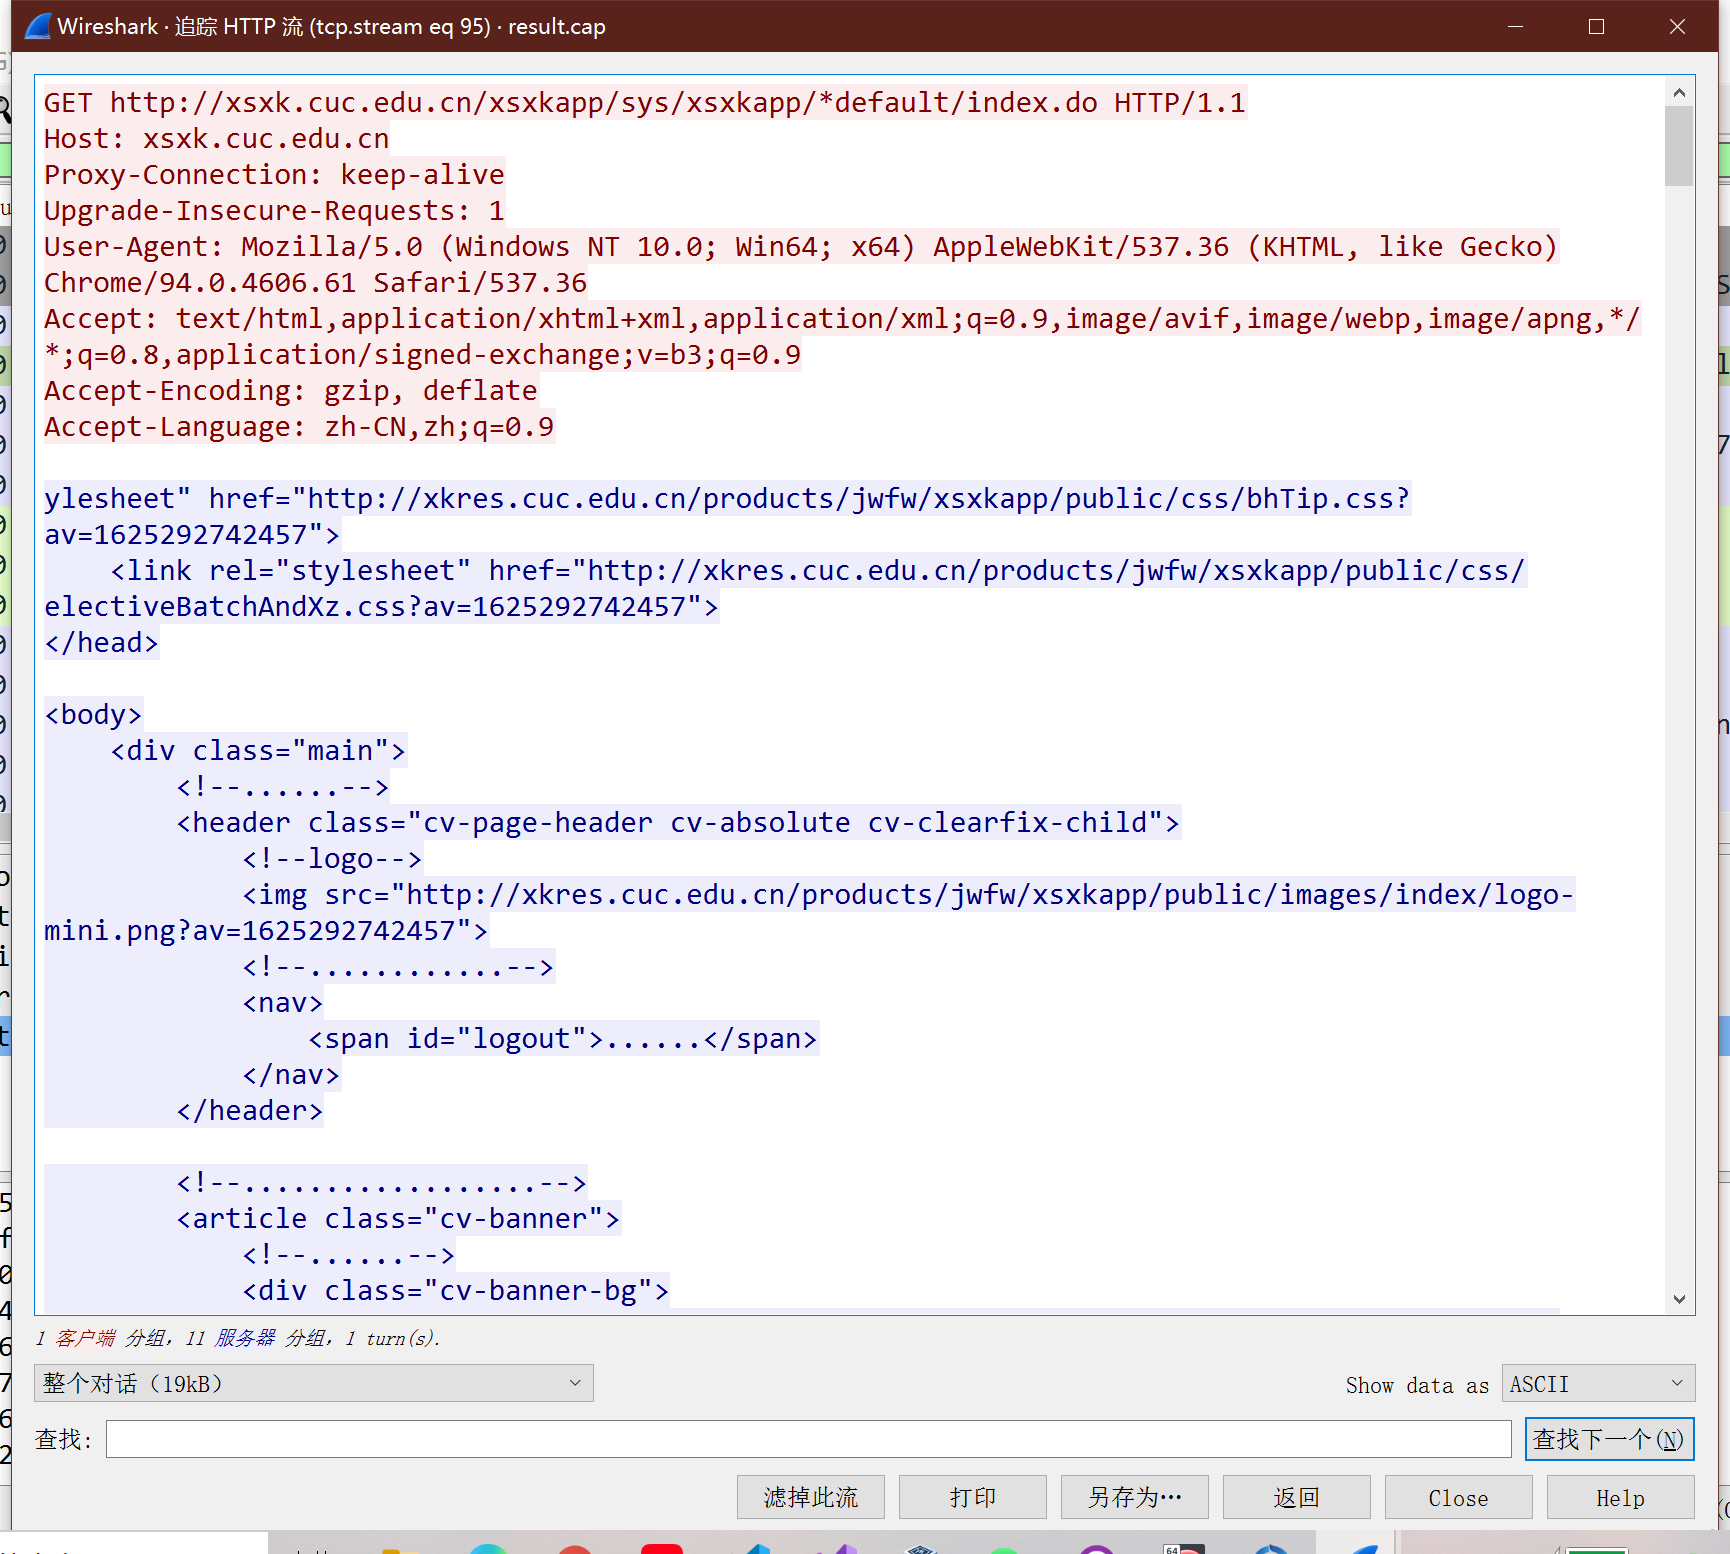 Wireshark · 追踪 HTTP 流 (tcp.stream eq 95) · result.cap
GET http://xsxk.cuc.edu.cn/xsxkapp/sys/xsxkapp/*default/index.do HTTP/1.1
Host: xsxk.cuc.edu.cn
Proxy-Connection: keep-alive
Upgrade-Insecure-Requests: 1
User-Agent: Mozilla/5.0 (Windows NT 10.0; Win64; x64) AppleWebKit/537.36 (KHTML, like Gecko)
Chrome/94.0.4606.61 Safari/537.36
Accept: text/html,application/xhtml+xml,application/xml;q=0.9,image/avif,image/webp,image/apng,*/
*;q=0.8,application/signed-exchange;v=b3;q=0.9
Accept-Encoding: gzip, deflate
Accept-Language: zh-CN,zh;q=0.9
ylesheet" href="http://xkres.cuc.edu.cn/products/jwfw/xsxkapp/public/css/bhTip.css?
av=1625292742457">
<link rel="stylesheet" href="http://xkres.cuc.edu.cn/products/jwfw/xsxkapp/public/css/
electiveBatchAndXz.css?av=1625292742457">
</head>
<body>
<div class="main">
<!--......-->
<header class="cv-page-header cv-absolute cv-clearfix-child">
<!--logo-->
<img src="http://xkres.cuc.edu.cn/products/jwfw/xsxkapp/public/images/index/logo-
mini.png?av=1625292742457">
<!--............-->
<nav>
<span id="logout">......</span>
</nav>
</header>
<!--..................-->
<article class="cv-banner">
<!--......-->
<div class="cv-banner-bg">
1 客户端 分组，11 服务器 分组，1 turn(s).
整个对话（19kB） Show data as ASCII
查找: 查找下一个(N)
滤掉此流 打印 另存为… 返回 Close Help